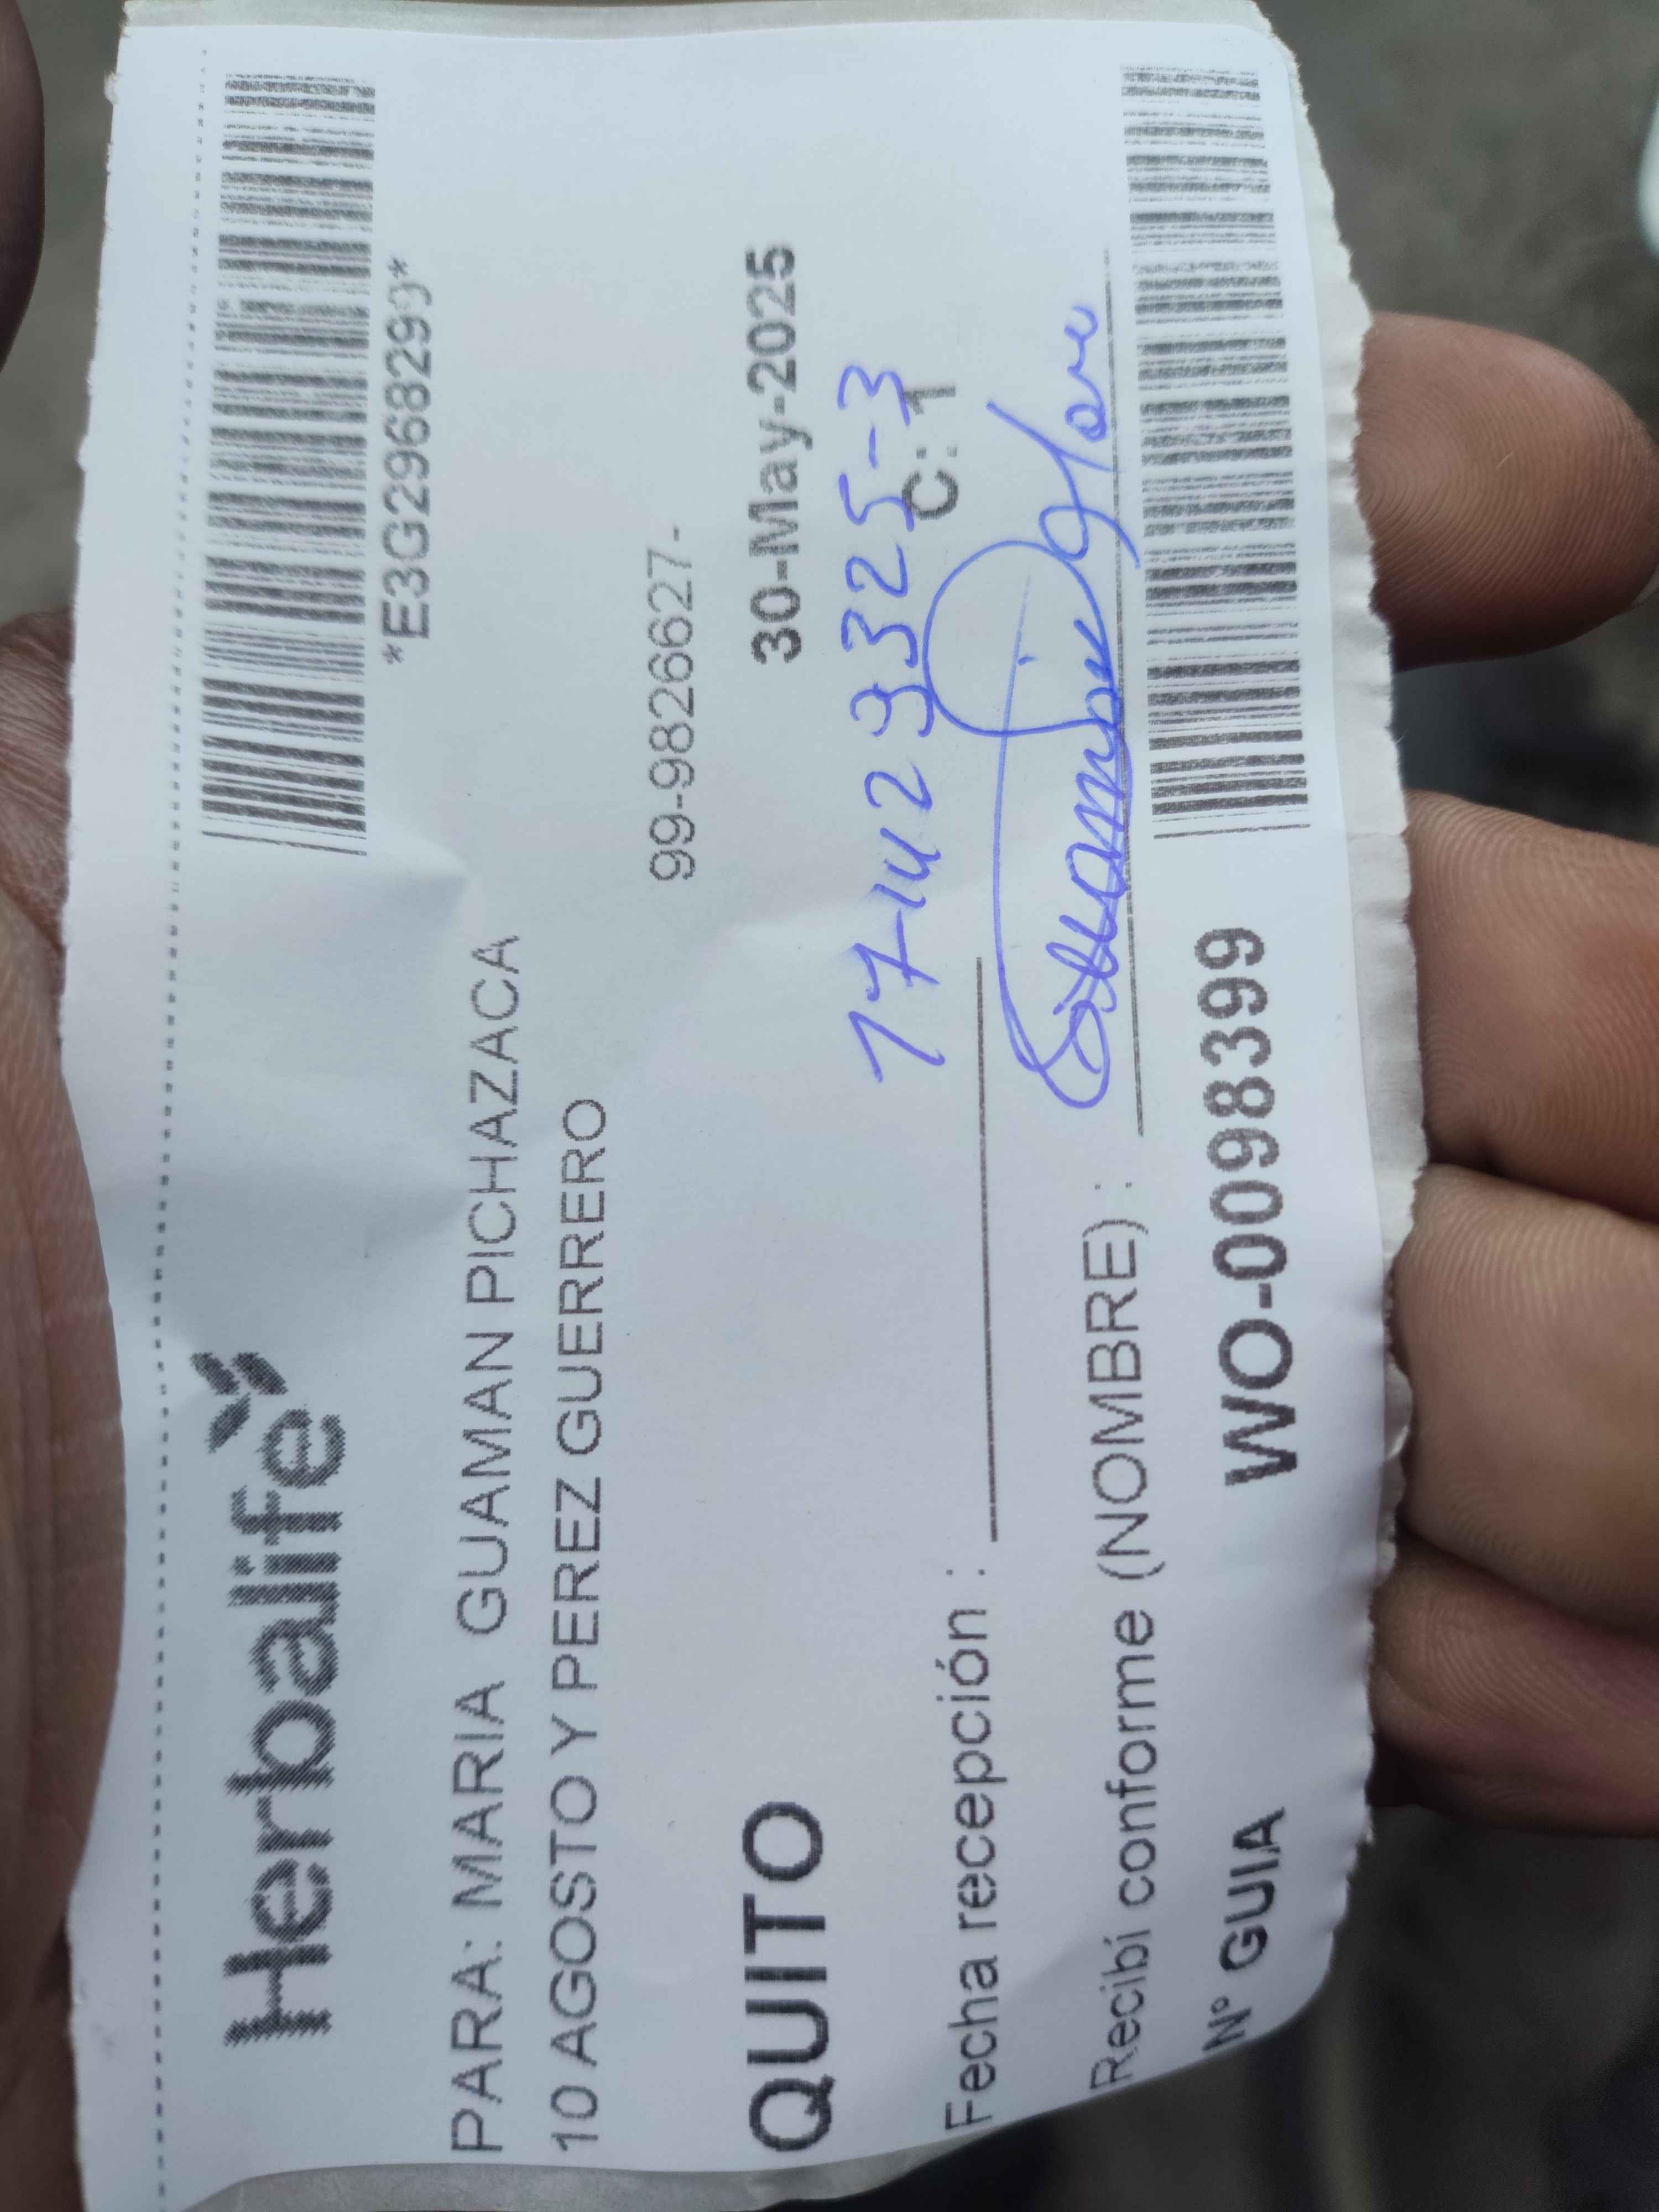 Herbalife
*E3G2968299*
PARA: MARIA GUAMAN PICHAZACA
10 AGOSTO Y PEREZ GUERRERO
99-9826627-
QUITO
30-May-2025
171429325-3
Fecha recepción :
C: 1
Recibí conforme (NOMBRE) :
Nº GUIA WO-0098399